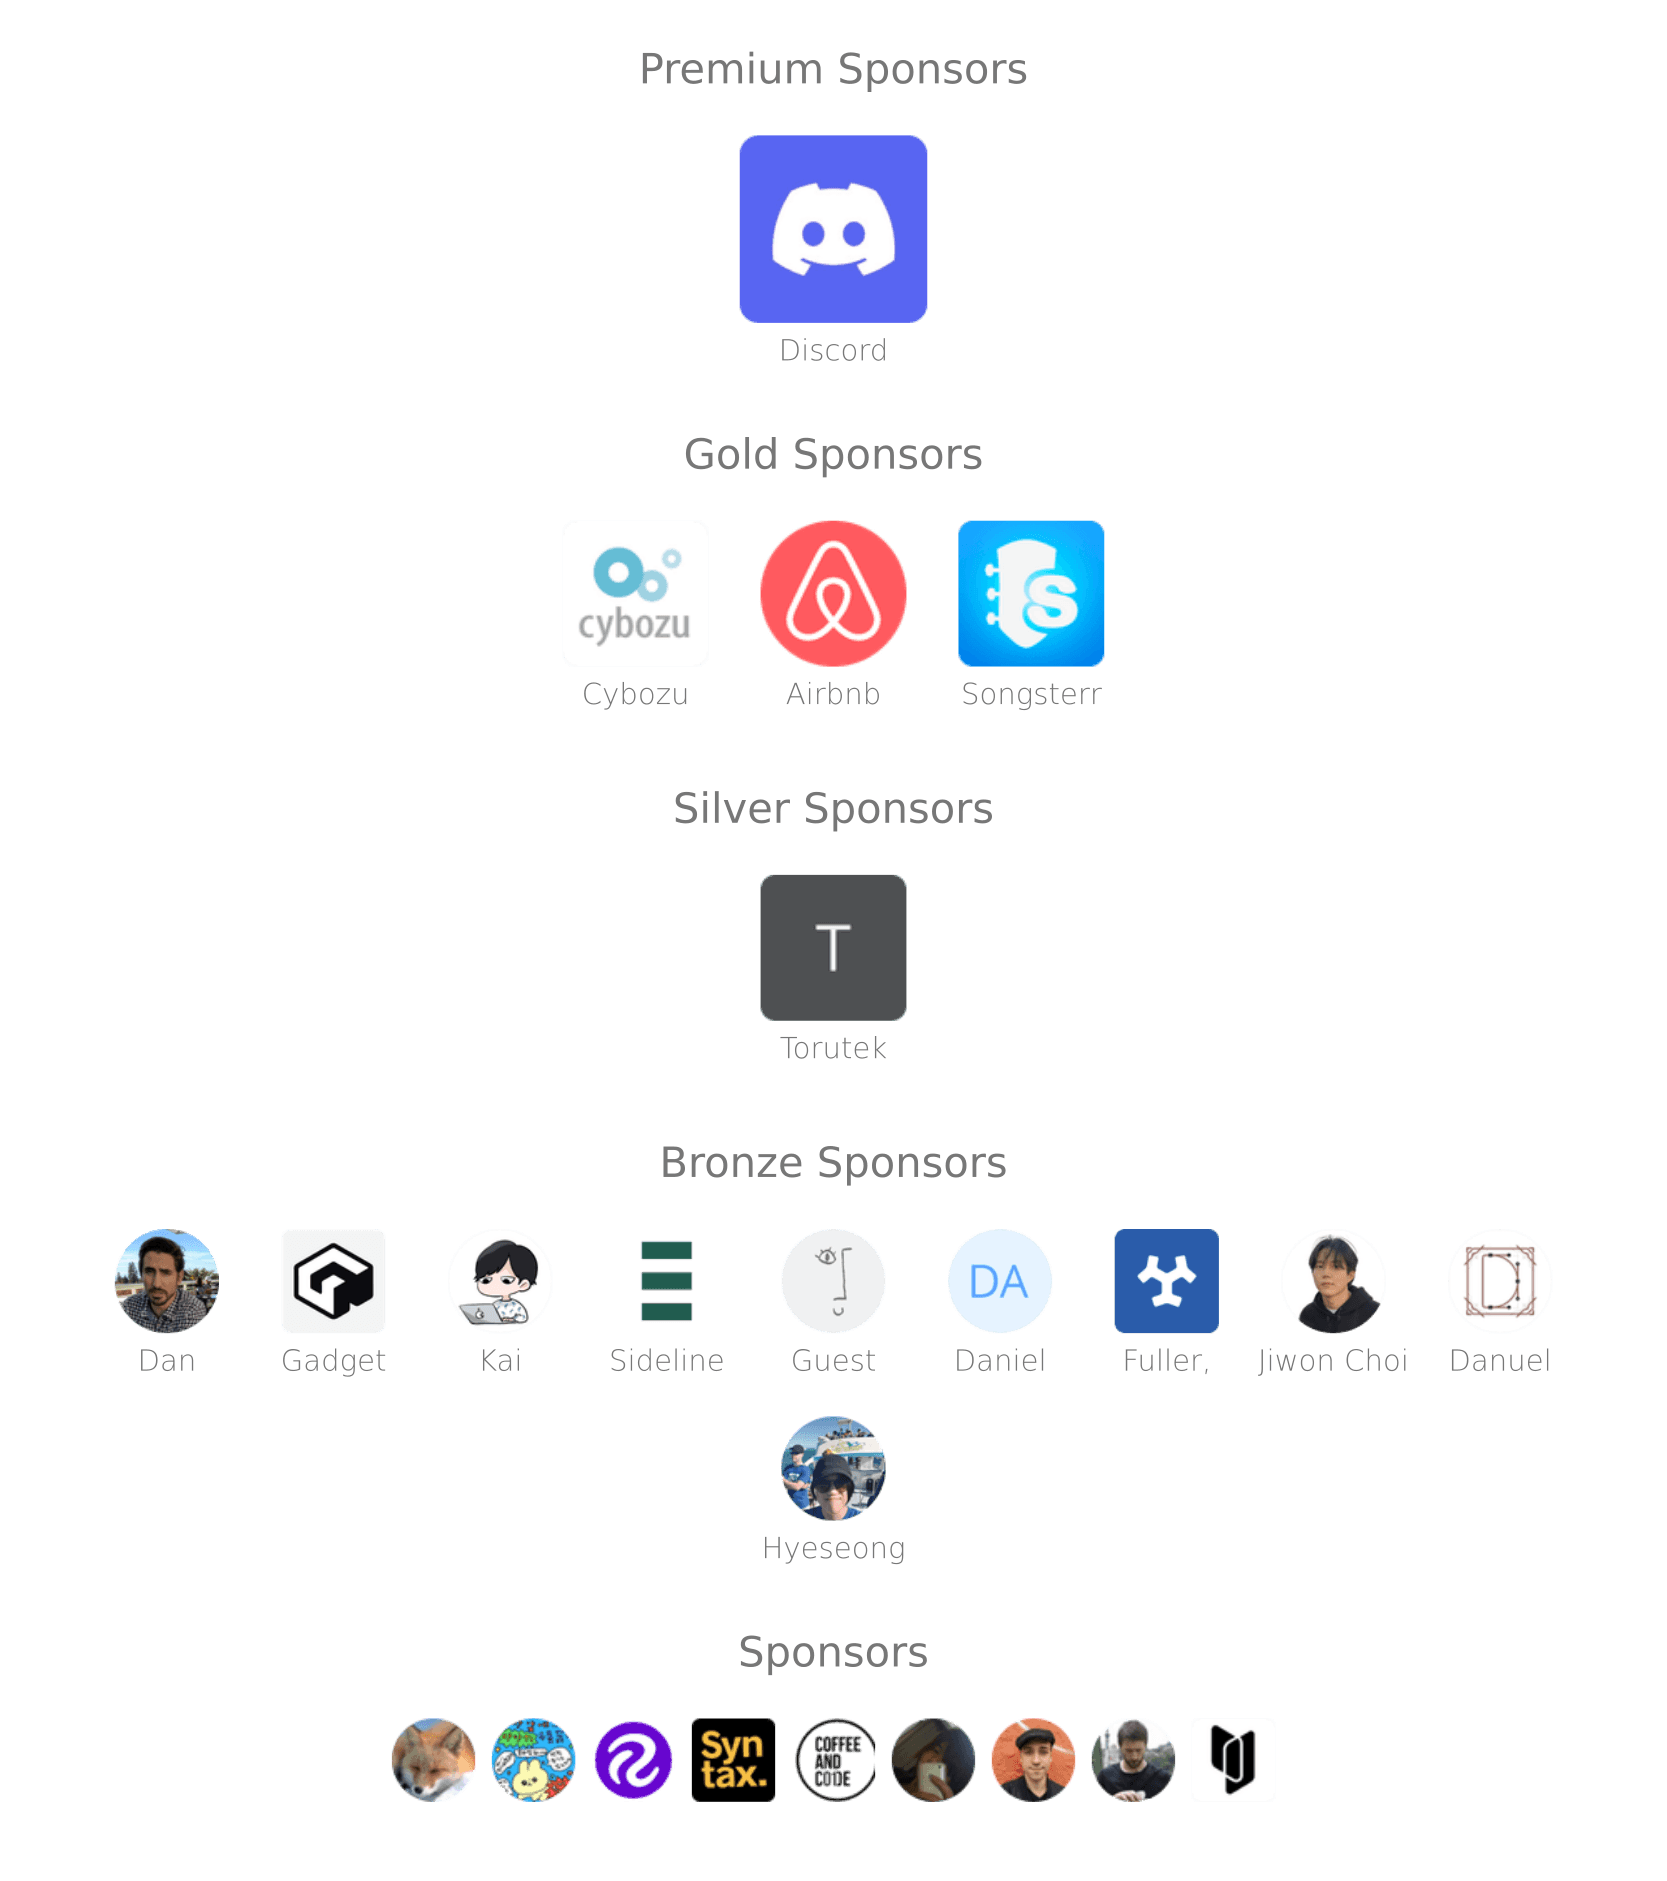 Premium Sponsors
Discord
Gold Sponsors
cybozu
S
Cybozu Airbnb Songsterr
Silver Sponsors
T
Torutek
Bronze Sponsors
DA
D
Dan Gadget Kai Sideline Guest Daniel Fuller, Jiwon Choi Danuel
Hyeseong
Sponsors
Syn
tax.
COFFEE
AND
CODE